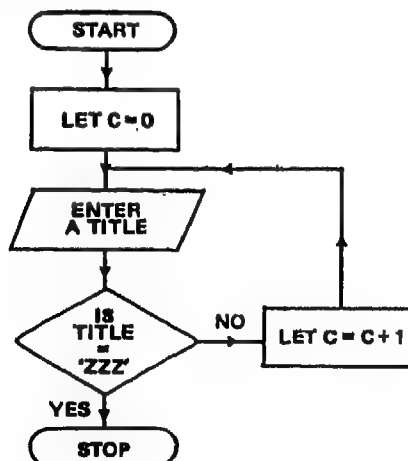 START
LET C = 0
ENTER
A TITLE
IS
TITLE
=
'ZZZ'
NO
LET C = C + 1
YES
STOP